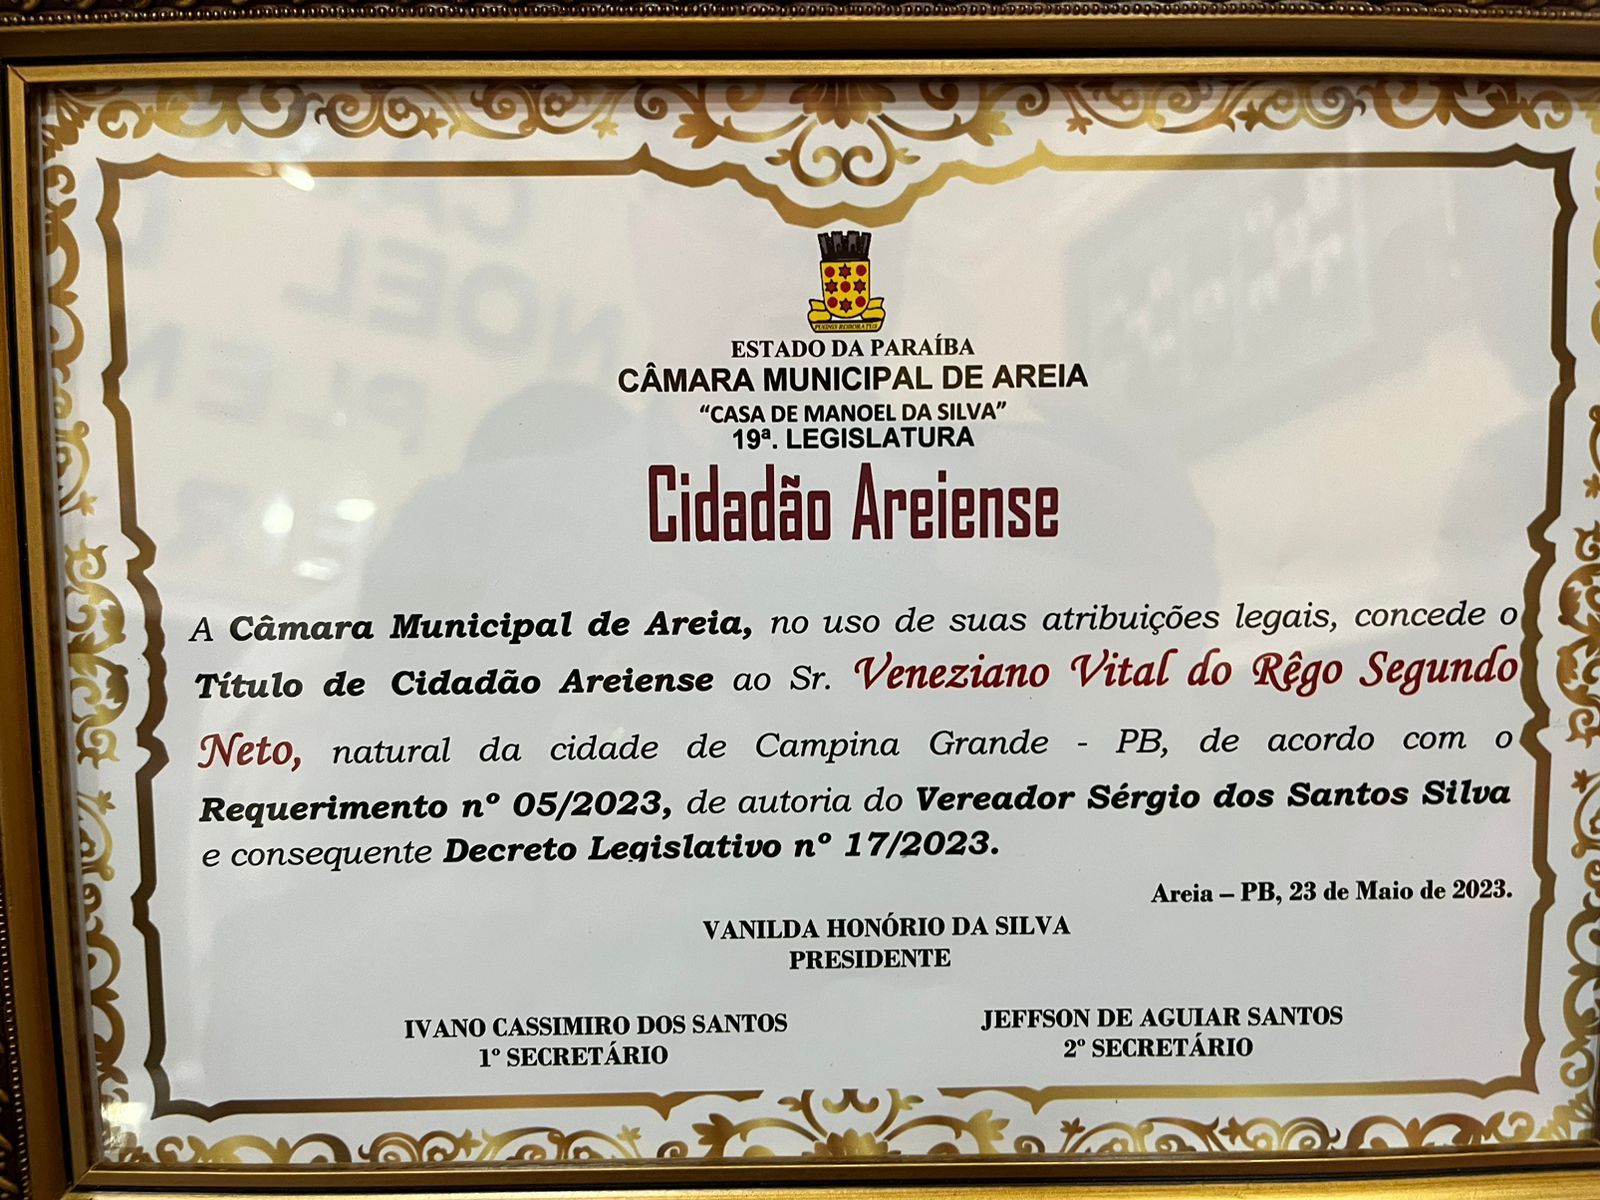 PUGNIS ROBORATUS
ESTADO DA PARAÍBA
CÂMARA MUNICIPAL DE AREIA
“CASA DE MANOEL DA SILVA”
19ª. LEGISLATURA
Cidadão Areiense
A Câmara Municipal de Areia, no uso de suas atribuições legais, concede o
Título de Cidadão Areiense ao Sr. Veneziano Vital do Rêgo Segundo
Neto, natural da cidade de Campina Grande - PB, de acordo com o
Requerimento nº 05/2023, de autoria do Vereador Sérgio dos Santos Silva
e consequente Decreto Legislativo nº 17/2023.
Areia – PB, 23 de Maio de 2023.
VANILDA HONÓRIO DA SILVA
PRESIDENTE
IVANO CASSIMIRO DOS SANTOS
1º SECRETÁRIO
JEFFSON DE AGUIAR SANTOS
2º SECRETÁRIO